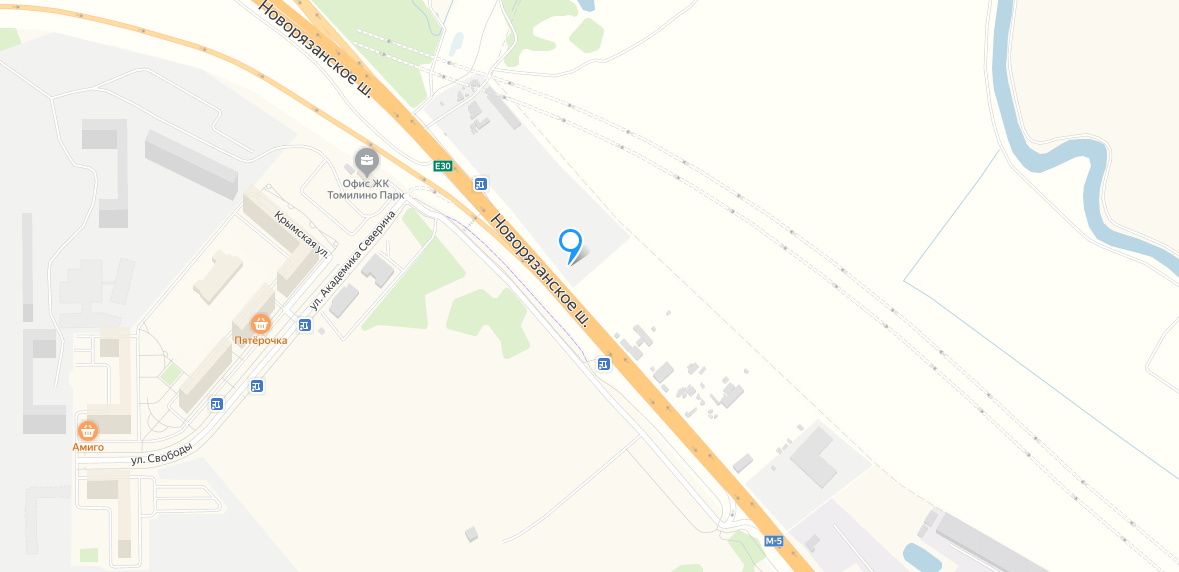 Новорязанское ш.
E30
Офис ЖК
Томилино Парк
Крымская ул.
ул. Академика Северина
Новорязанское ш.
Пятёрочка
Амиго
ул. Свободы
М-5